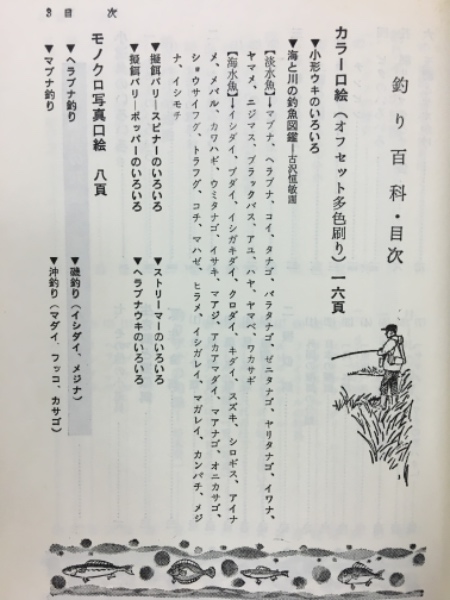 3 目 次
釣り百科・目次
カラー口絵(オフセット多色刷り)一六頁
▼小形ウキのいろいろ
▼海と川の釣魚図鑑―古沢恒敏画
【淡水魚】→マブナ、ヘラブナ、コイ、タナゴ、バラタナゴ、ゼニタナゴ、ヤリタナゴ、イワナ、
ヤマメ、ニジマス、ブラックバス、アユ、ハヤ、ヤマベ、ワカサギ
【海水魚】→イシダイ、ブダイ、イシガキダイ、クロダイ、キダイ、スズキ、シロギス、アイナ
メ、メバル、カワハギ、ウミタナゴ、イサキ、マアジ、アカアマダイ、マアナゴ、オニカサゴ、
ショウサイフグ、トラフグ、コチ、マハゼ、ヒラメ、イシガレイ、マガレイ、カンパチ、メジ
ナ、イシモチ
▼擬餌バリ―スピナーのいろいろ ▼ストリーマーのいろいろ
▼擬餌バリ―ポッパーのいろいろ ▼ヘラブナウキのいろいろ
モノクロ写真口絵 八頁
▼ヘラブナ釣り ▼磯釣り(イシダイ、メジナ)
▼マブナ釣り ▼沖釣り(マダイ、フッコ、カサゴ)